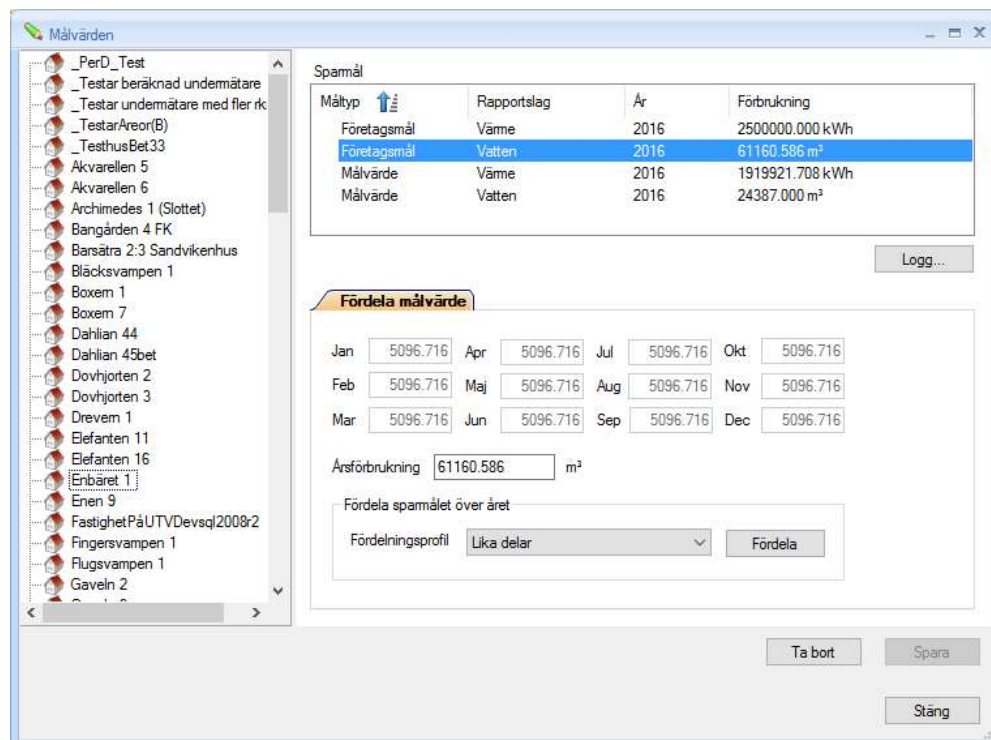 Målvärden
_PerD_Test
_Testar beräknad undermätare
_Testar undermätare med fler rk
_TestarAreor(B)
_TesthusBet33
Akvarellen 5
Akvarellen 6
Archimedes 1 (Slottet)
Bangården 4 FK
Barsätra 2:3 Sandvikenhus
Bläcksvampen 1
Boxern 1
Boxern 7
Dahlian 44
Dahlian 45bet
Dovhjorten 2
Dovhjorten 3
Drevern 1
Elefanten 11
Elefanten 16
Enbäret 1
Enen 9
FastighetPåUTVDevsql2008r2
Fingersvampen 1
Flugsvampen 1
Gaveln 2
Sparmål
Måltyp Rapportslag År Förbrukning
Företagsmål Värme 2016 2500000.000 kWh
Företagsmål Vatten 2016 61160.586 m³
Målvärde Värme 2016 1919921.708 kWh
Målvärde Vatten 2016 24387.000 m³
Logg...
Fördela målvärde
Jan 5096.716 Apr 5096.716 Jul 5096.716 Okt 5096.716
Feb 5096.716 Maj 5096.716 Aug 5096.716 Nov 5096.716
Mar 5096.716 Jun 5096.716 Sep 5096.716 Dec 5096.716
Årsförbrukning 61160.586 m³
Fördela sparmålet över året
Fördelningsprofil Lika delar Fördela
Ta bort Spara
Stäng